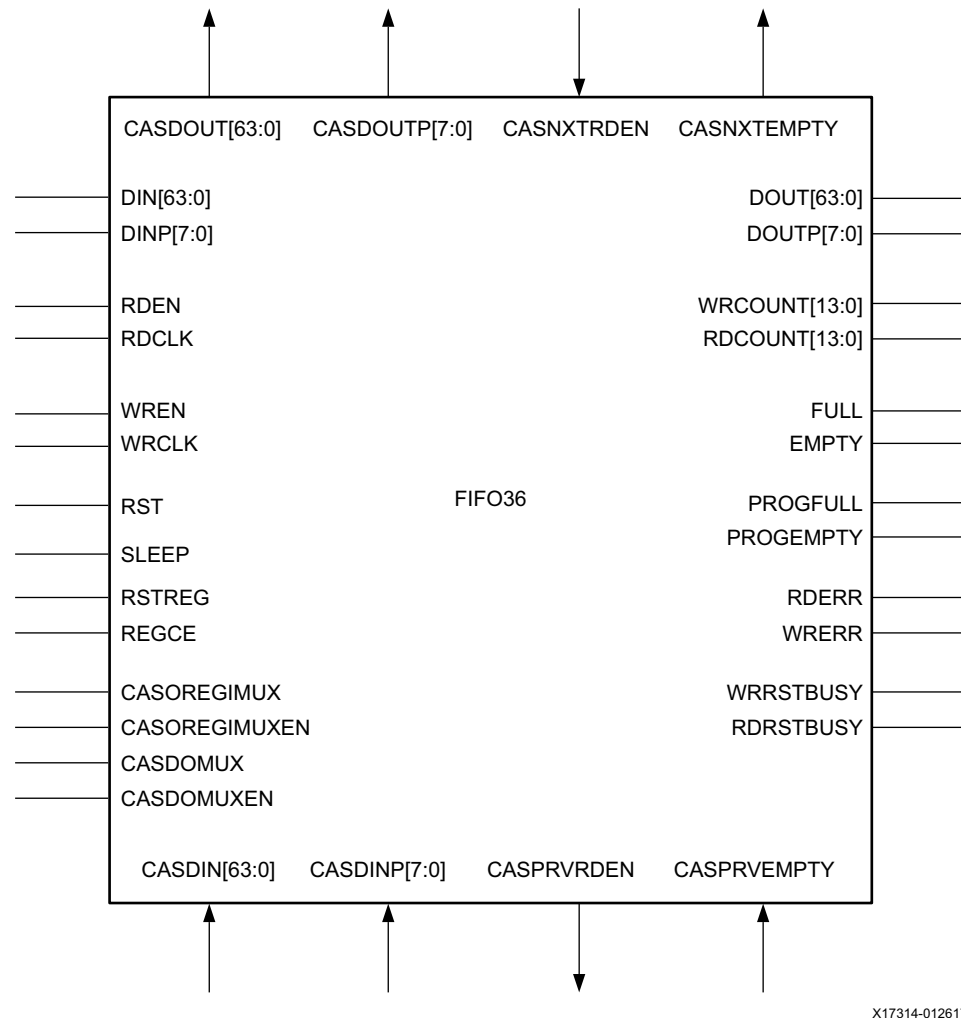 CASDOUT[63:0] CASDOUTP[7:0] CASNXTRDEN CASNXTEMPTY
DIN[63:0] DOUT[63:0]
DINP[7:0] DOUTP[7:0]
RDEN WRCOUNT[13:0]
RDCLK RDCOUNT[13:0]
WREN FULL
WRCLK EMPTY
RST FIFO36 PROGFULL
SLEEP PROGEMPTY
RSTREG RDERR
REGCE WRERR
CASOREGIMUX WRRSTBUSY
CASOREGIMUXEN RDRSTBUSY
CASDOMUX
CASDOMUXEN
CASDIN[63:0] CASDINP[7:0] CASPRVRDEN CASPRVEMPTY